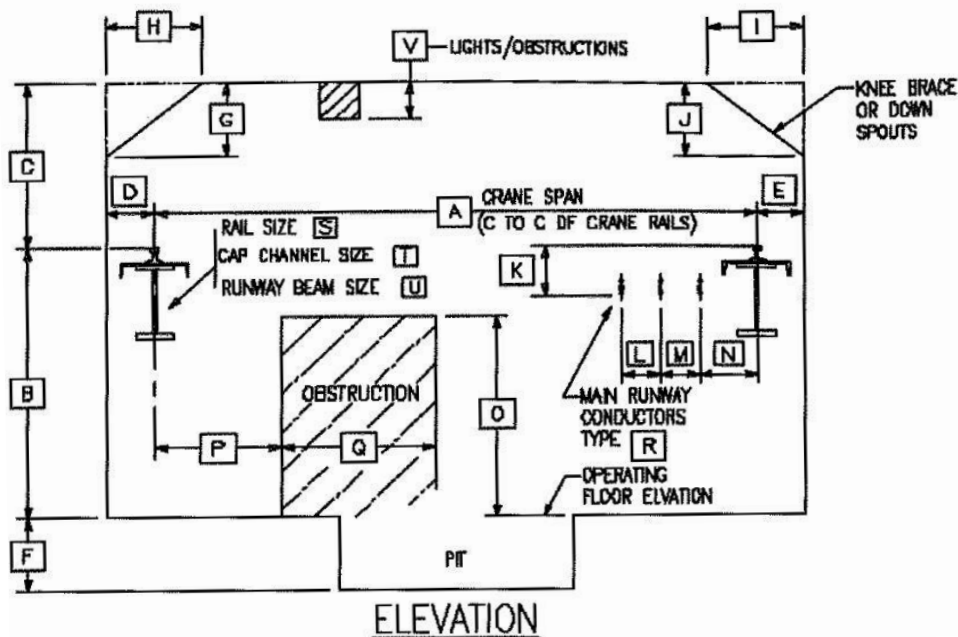 H
V
LIGHTS/OBSTRUCTIONS
I
G
J
KNEE BRACE
OR DOWN
SPOUTS
C
D
A
CRANE SPAN
(C TO C OF CRANE RAILS)
E
RAIL SIZE S
CAP CHANNEL SIZE T
RUNWAY BEAM SIZE U
K
B
L M N
OBSTRUCTION
O
MAIN RUNWAY
CONDUCTORS
TYPE R
P
Q
OPERATING
FLOOR ELVATION
F
PIT
ELEVATION